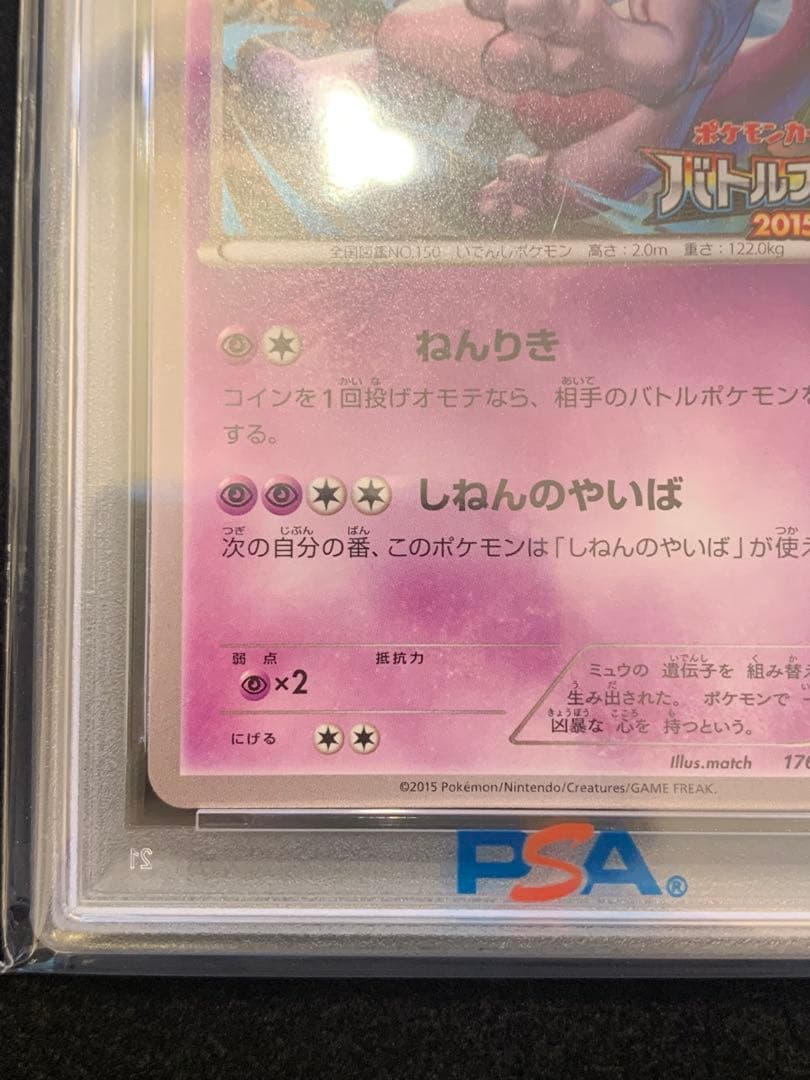 ポケモンカ
バトルフ
2015
全国図鑑NO.150 いでんしポケモン 高さ：2.0m 重さ：122.0kg
ねんりき
コインを1回投げオモテなら、相手のバトルポケモンを
する。
しねんのやいば
次の自分の番、このポケモンは「しねんのやいば」が使え
弱点 抵抗力
×2
ミュウの 遺伝子を 組み替え
生み出された。 ポケモンで 一
凶暴な 心を 持つという。
にげる
Illus.match 176
©2015 Pokémon/Nintendo/Creatures/GAME FREAK.
PSA®
21